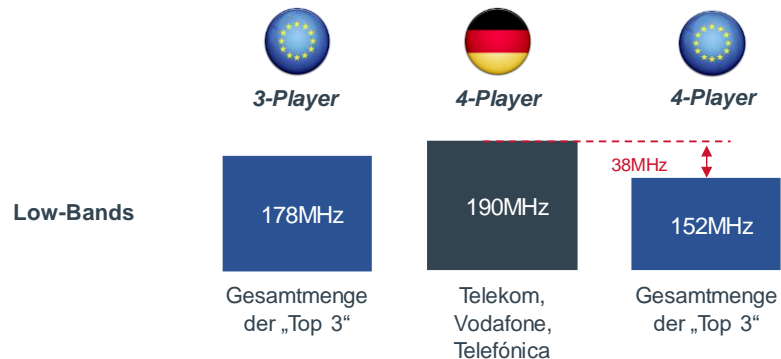 3-Player
4-Player
4-Player
38MHz
Low-Bands
178MHz
190MHz
152MHz
Gesamtmenge
der „Top 3“
Telekom,
Vodafone,
Telefónica
Gesamtmenge
der „Top 3“